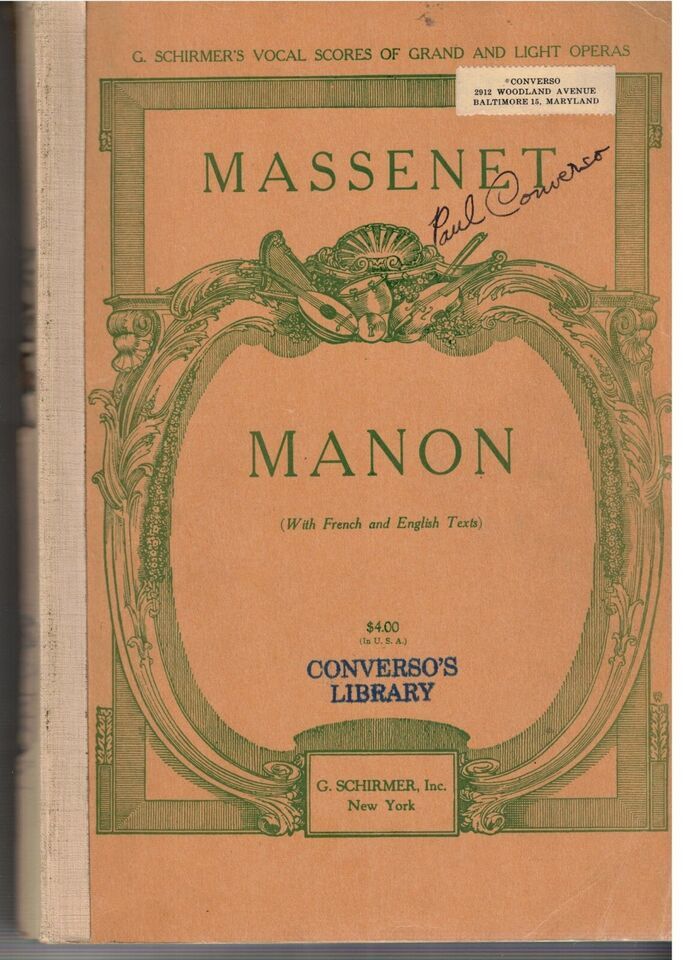 G. SCHIRMER'S VOCAL SCORES OF GRAND AND LIGHT OPERAS
*CONVERSO
2912 WOODLAND AVENUE
BALTIMORE 15, MARYLAND
MASSENET
Paul Converso
MANON
(With French and English Texts)
$4.00
(In U. S. A.)
CONVERSO'S
LIBRARY
G. SCHIRMER, Inc.
New York